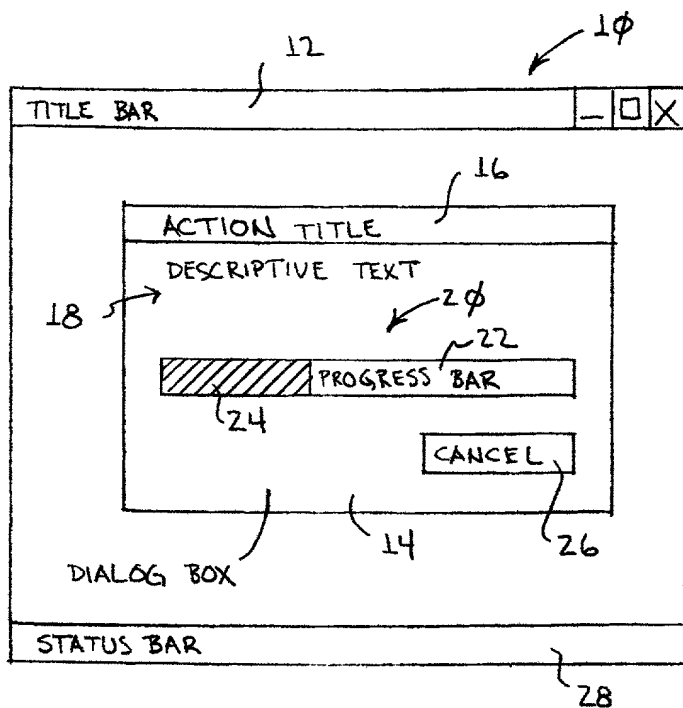 10
12
TITLE BAR
16
ACTION TITLE
DESCRIPTIVE TEXT
18
20
22
PROGRESS BAR
24
CANCEL
14
26
DIALOG BOX
STATUS BAR
28